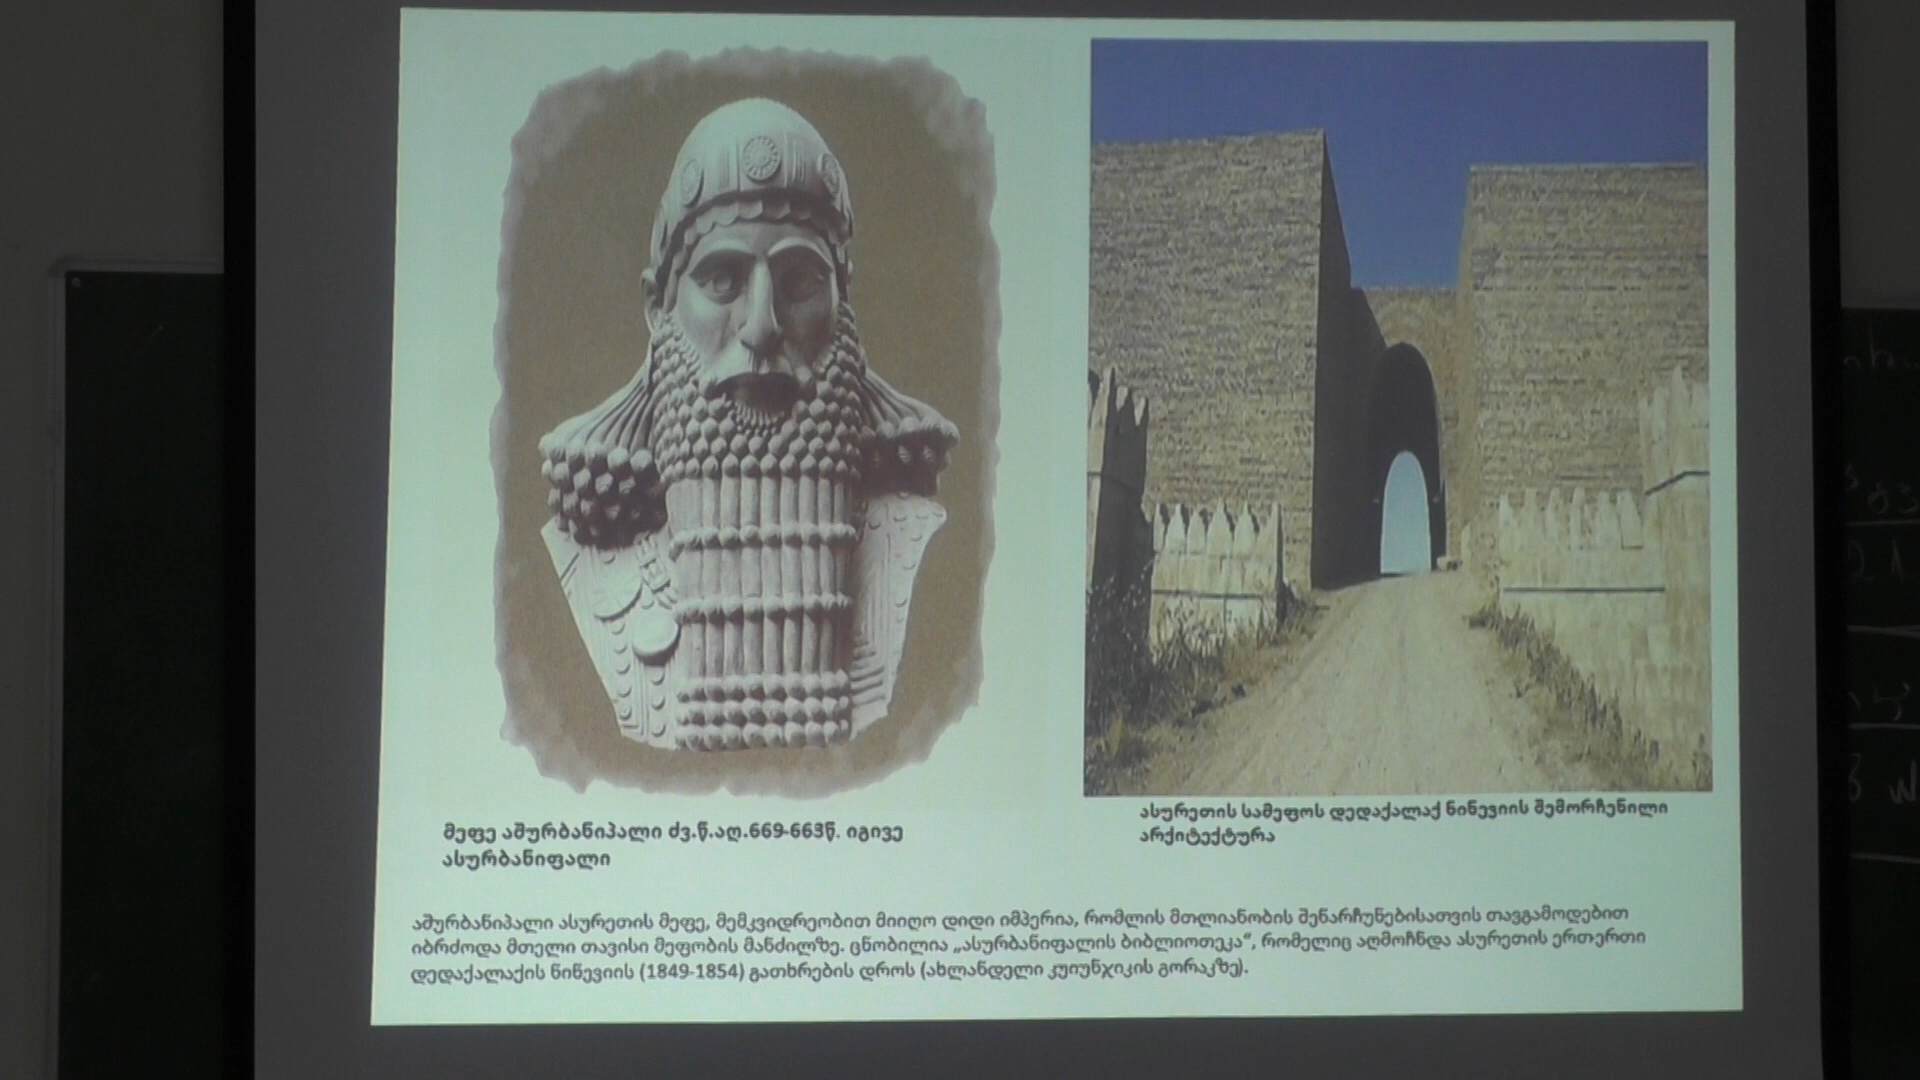 მეფე აშურბანიპალი ძვ.წ.აღ.669-663წ. იგივე
ასურბანიფალი
ასურეთის სამეფოს დედაქალაქ ნინევიის შემორჩენილი
არქიტექტურა
აშურბანიპალი ასურეთის მეფე, მემკვიდრეობით მიიღო დიდი იმპერია, რომლის მთლიანობის შენარჩუნებისათვის თავგამოდებით
იბრძოდა მთელი თავისი მეფობის მანძილზე. ცნობილია „ასურბანიფალის ბიბლიოთეკა“, რომელიც აღმოჩნდა ასურეთის ერთერთი
დედაქალაქის ნინევიის (1849-1854) გათხრების დროს (ახლანდელი კუიუნჯიკის გორაკზე).